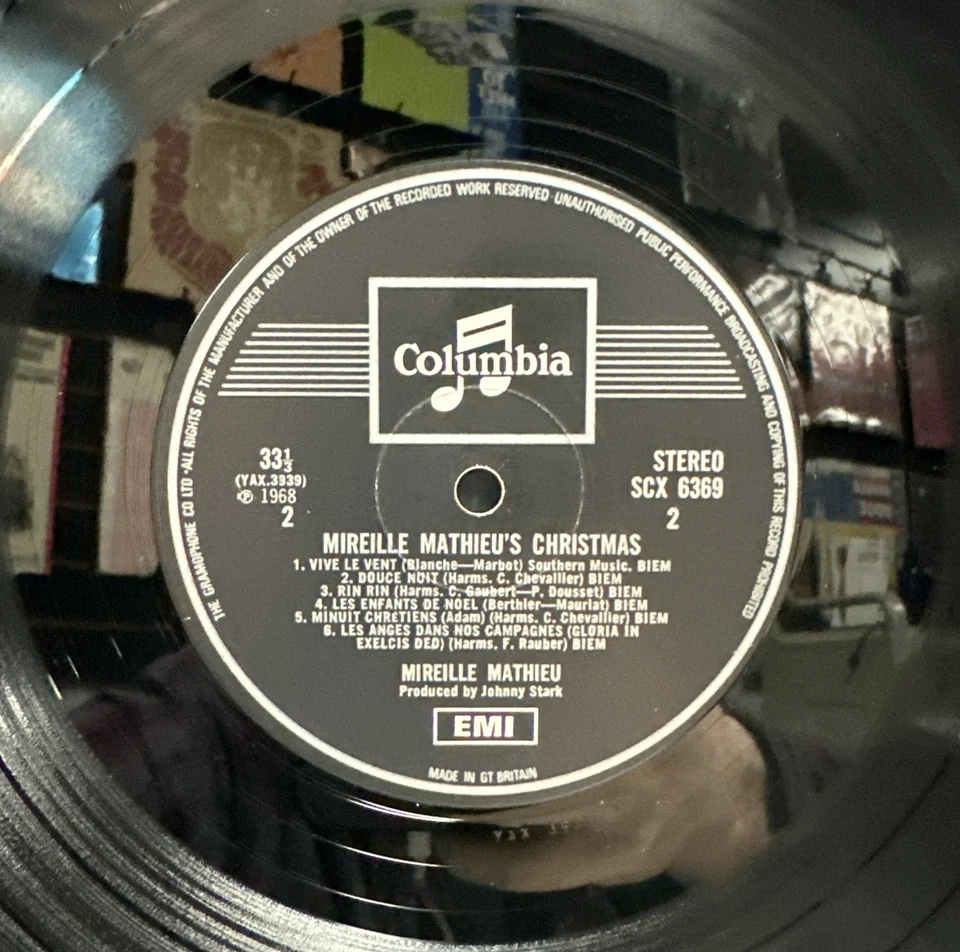 THE GRAMOPHONE CO LTD · ALL RIGHTS OF THE MANUFACTURER AND OF THE OWNER OF THE RECORDED WORK RESERVED · UNAUTHORISED PUBLIC PERFORMANCE BROADCASTING AND COPYING OF THIS RECORD PROHIBITED
Columbia
33⅓
(YAX.3939)
℗ 1968
2
STEREO
SCX 6369
2
MIREILLE MATHIEU'S CHRISTMAS
1. VIVE LE VENT (Blanche—Marbot) Southern Music. BIEM
2. DOUCE NUIT (Harms. C. Chevallier) BIEM
3. RIN RIN (Harms. C. Gaubert—P. Dousset) BIEM
4. LES ENFANTS DE NOEL (Berthier—Mauriat) BIEM
5. MINUIT CHRETIENS (Adam) (Harms. C. Chevallier) BIEM
6. LES ANGES DANS NOS CAMPAGNES (GLORIA IN
EXELCIS DED) (Harms. F. Rauber) BIEM
MIREILLE MATHIEU
Produced by Johnny Stark
EMI
MADE IN GT BRITAIN